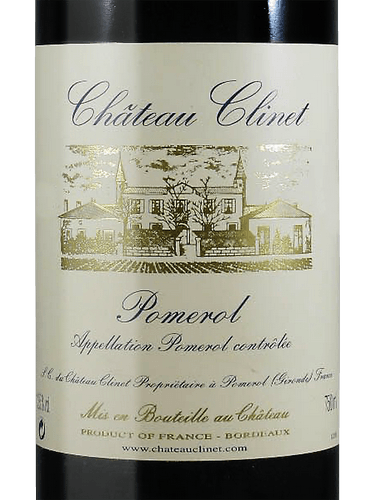 Château Clinet
Pomerol
Appellation Pomerol contrôlée
S.C. du Château Clinet Propriétaire à Pomerol (Gironde) France
Mis en Bouteille au Château
PRODUCT OF FRANCE - BORDEAUX
www.chateauclinet.com